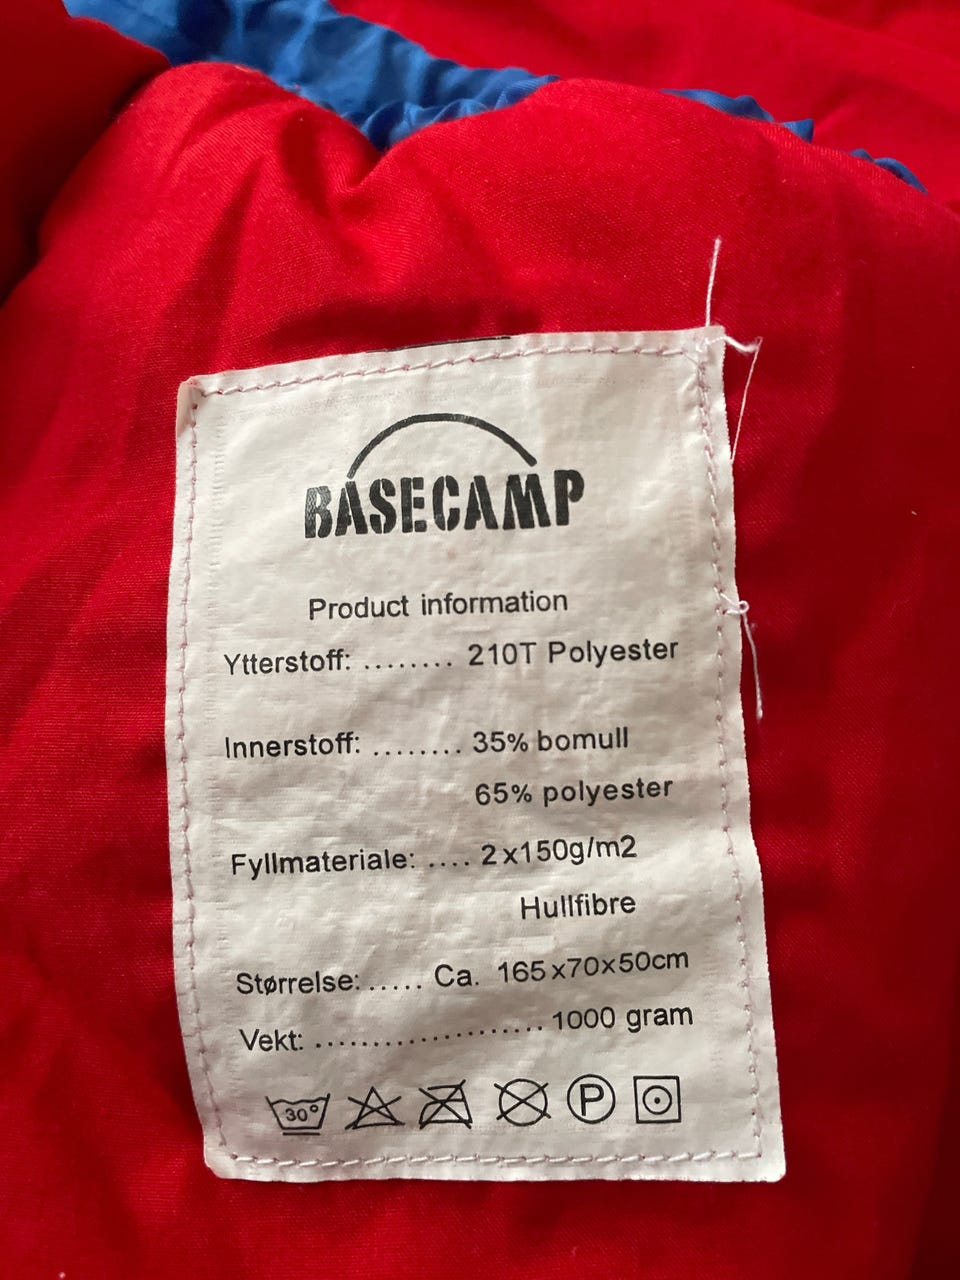 BASECAMP
Product information
Ytterstoff: ........ 210T Polyester
Innerstoff: ........ 35% bomull
65% polyester
Fyllmateriale: .... 2x150g/m2
Hullfibre
Størrelse: ..... Ca. 165x70x50cm
Vekt: .................... 1000 gram
30° P